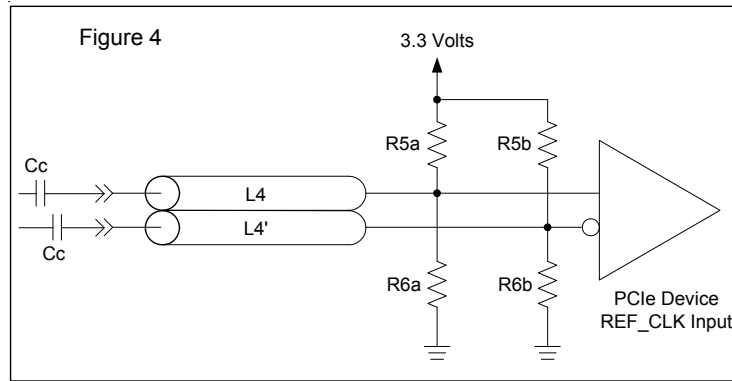 Figure 4
3.3 Volts
R5a
R5b
Cc
L4
L4'
Cc
R6a
R6b
PCIe Device
REF_CLK Input